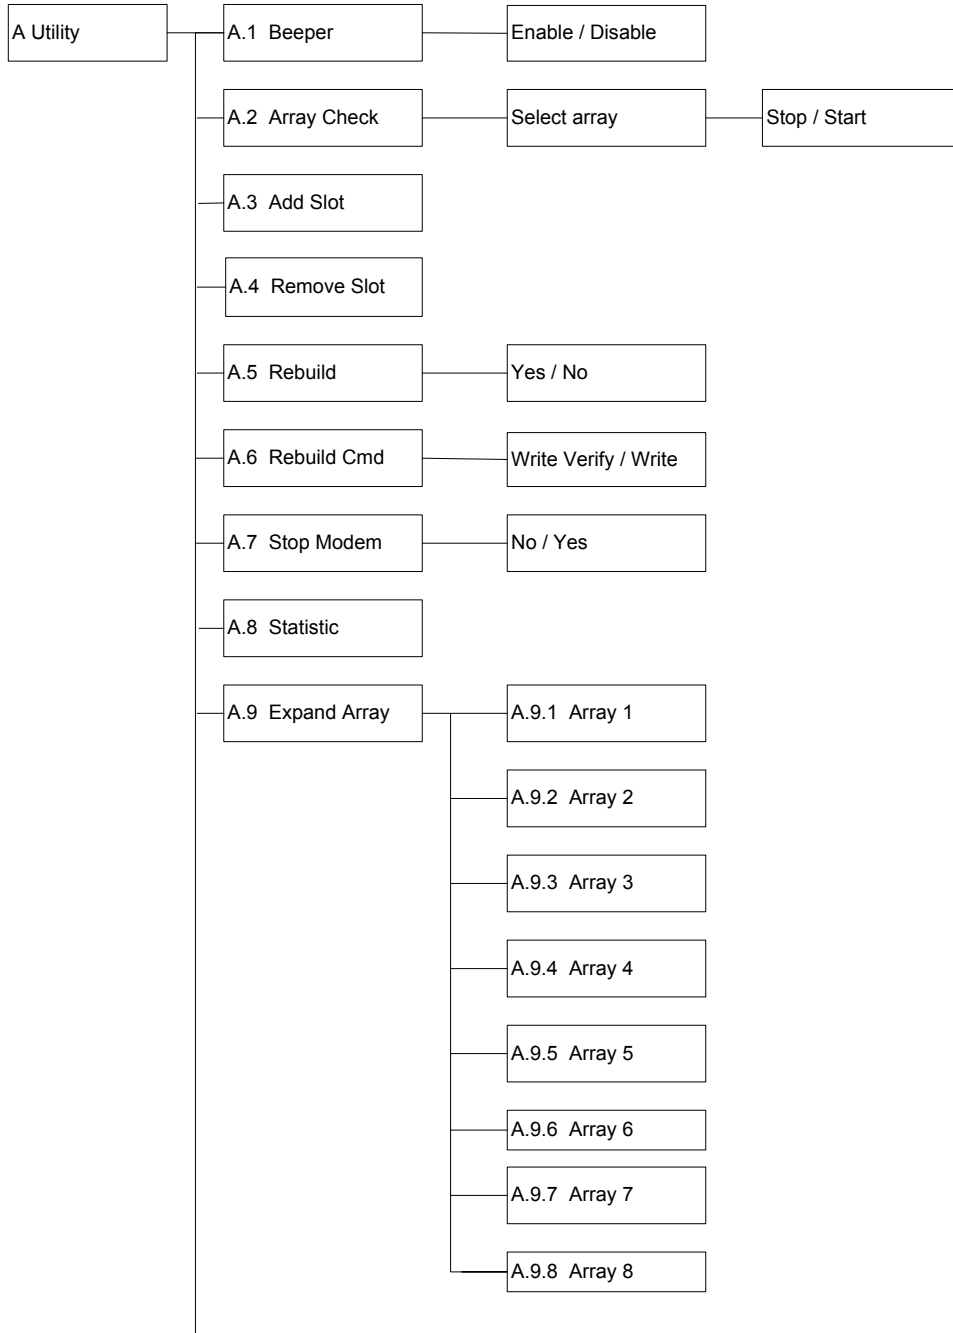 A Utility
A.1 Beeper
Enable / Disable
A.2 Array Check
Select array
Stop / Start
A.3 Add Slot
A.4 Remove Slot
A.5 Rebuild
Yes / No
A.6 Rebuild Cmd
Write Verify / Write
A.7 Stop Modem
No / Yes
A.8 Statistic
A.9 Expand Array
A.9.1 Array 1
A.9.2 Array 2
A.9.3 Array 3
A.9.4 Array 4
A.9.5 Array 5
A.9.6 Array 6
A.9.7 Array 7
A.9.8 Array 8